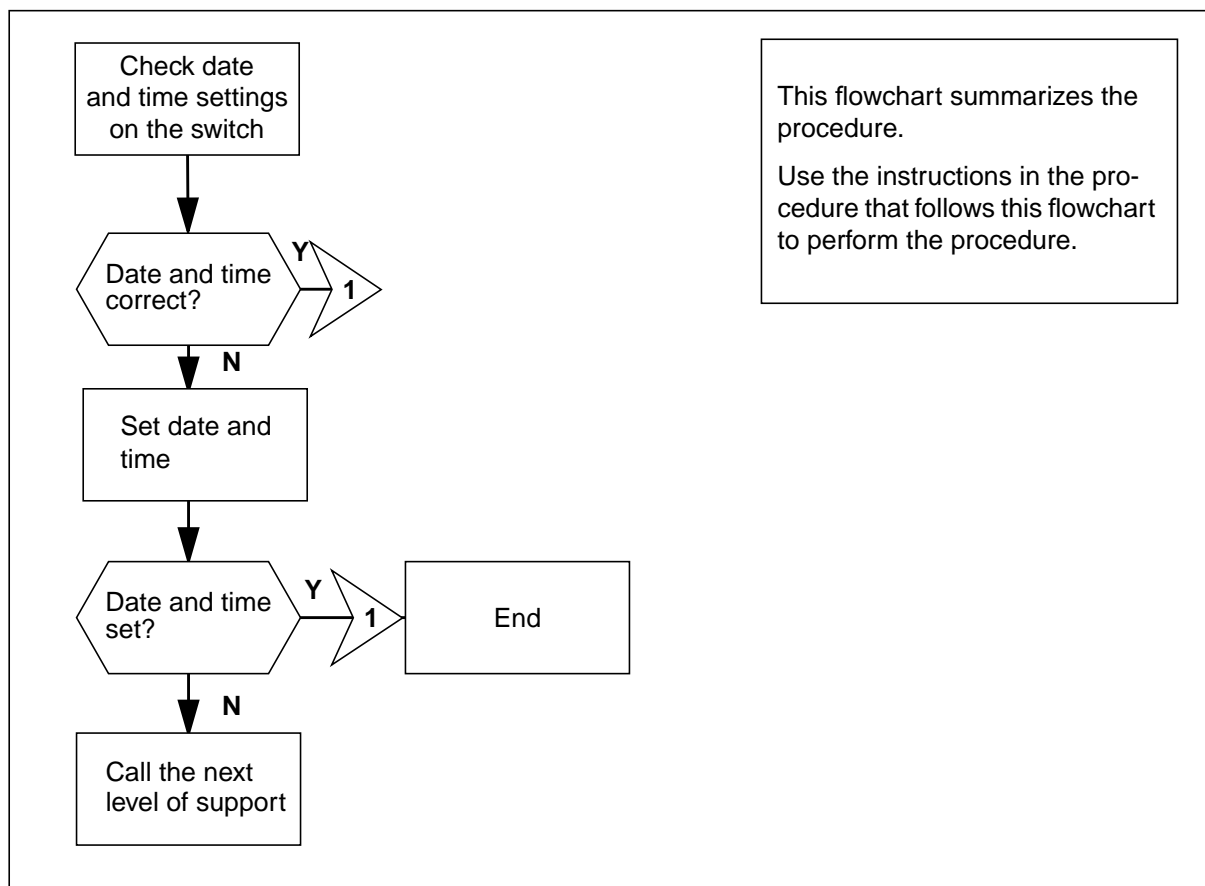 Check date
and time settings
on the switch
This flowchart summarizes the
procedure.
Use the instructions in the pro-
cedure that follows this flowchart
to perform the procedure.
Date and time
correct?
Y
1
N
Set date and
time
Date and time
set?
Y
1
End
N
Call the next
level of support